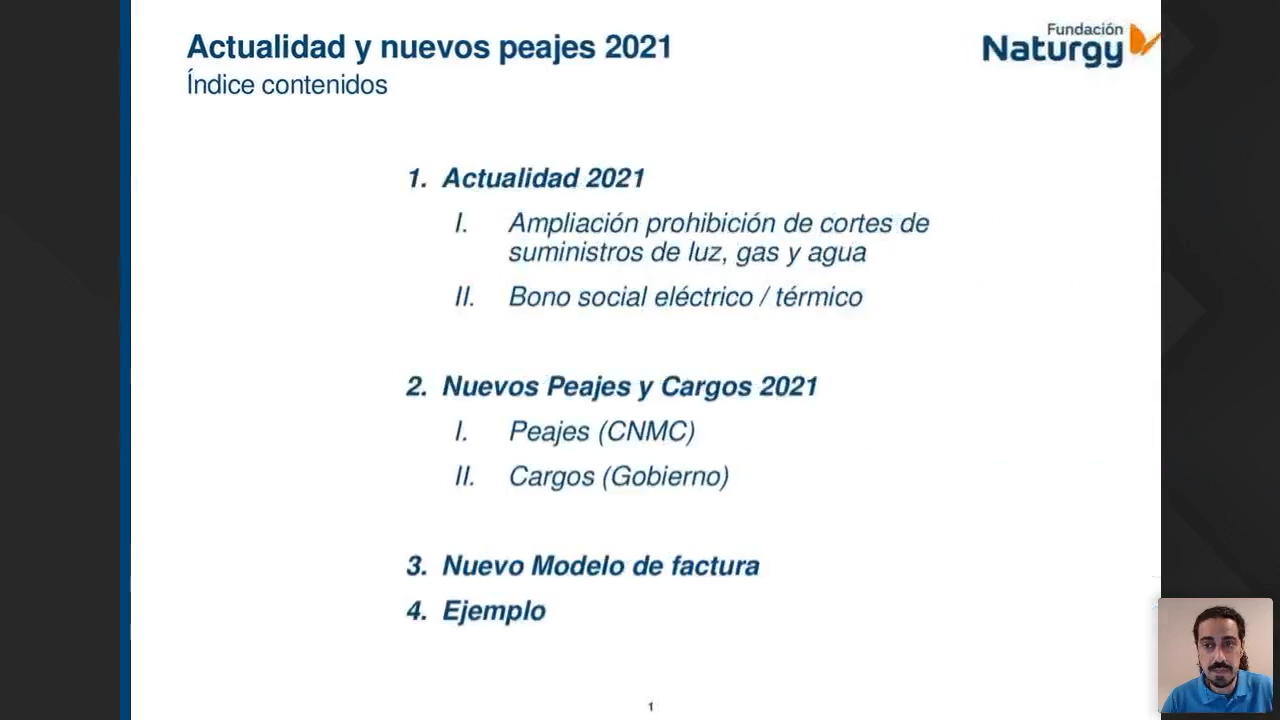 Actualidad y nuevos peajes 2021
Índice contenidos
Fundación
Naturgy
1. Actualidad 2021
I. Ampliación prohibición de cortes de
suministros de luz, gas y agua
II. Bono social eléctrico / térmico
2. Nuevos Peajes y Cargos 2021
I. Peajes (CNMC)
II. Cargos (Gobierno)
3. Nuevo Modelo de factura
4. Ejemplo
1